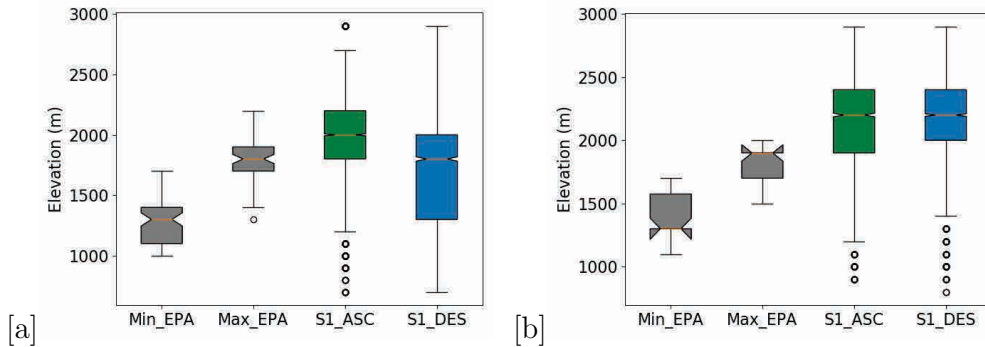 3000
2500
2000
1500
1000
Elevation (m)
Min_EPA Max_EPA S1_ASC S1_DES
[a]
3000
2500
2000
1500
1000
Elevation (m)
Min_EPA Max_EPA S1_ASC S1_DES
[b]